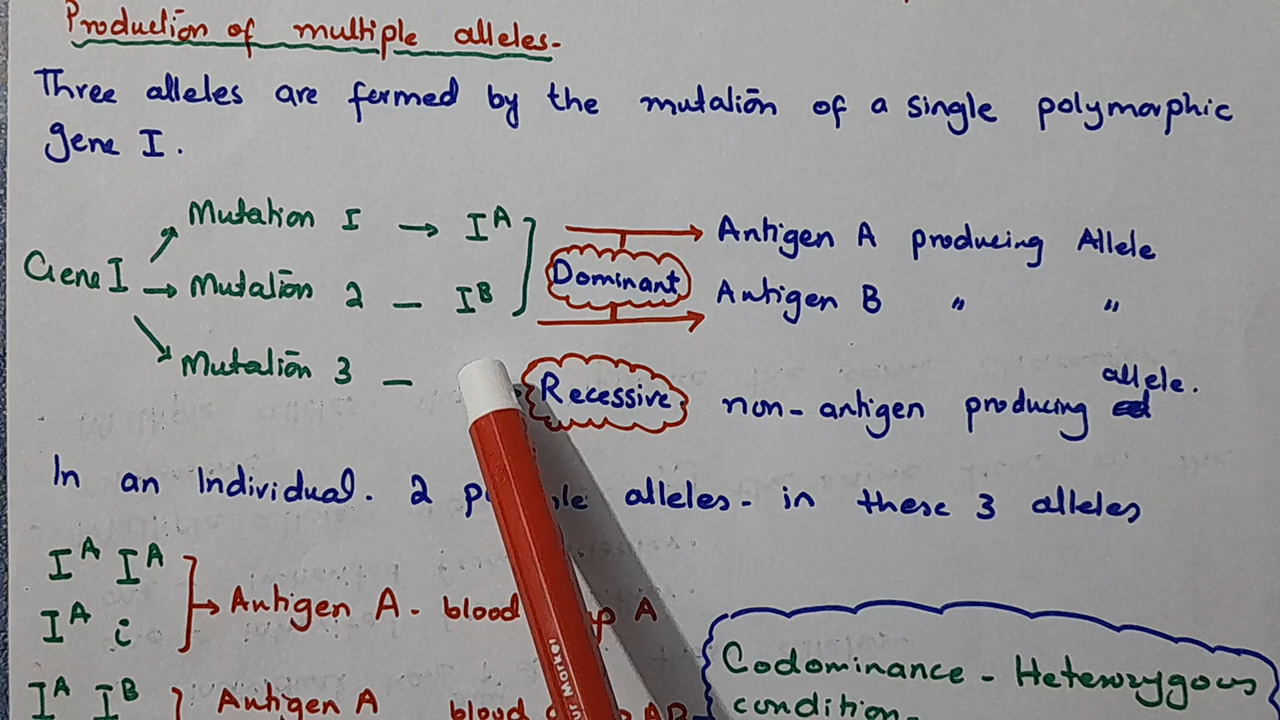 Production of multiple alleles-
Three alleles are formed by the mutation of a single polymorphic
gene I.
Mutation I → I^A
Gene I → Mutation 2 – I^B
Dominant
Antigen A producing Allele
Antigen B " "
Mutation 3 –
Recessive non-antigen producing allele.
In an Individual. 2 alleles- in these 3 alleles
I^A I^A
I^A i
→ Antigen A- blood A
I^A I^B } Antigen A blood AB-
Codominance - Heterozygous
condition-
Marker